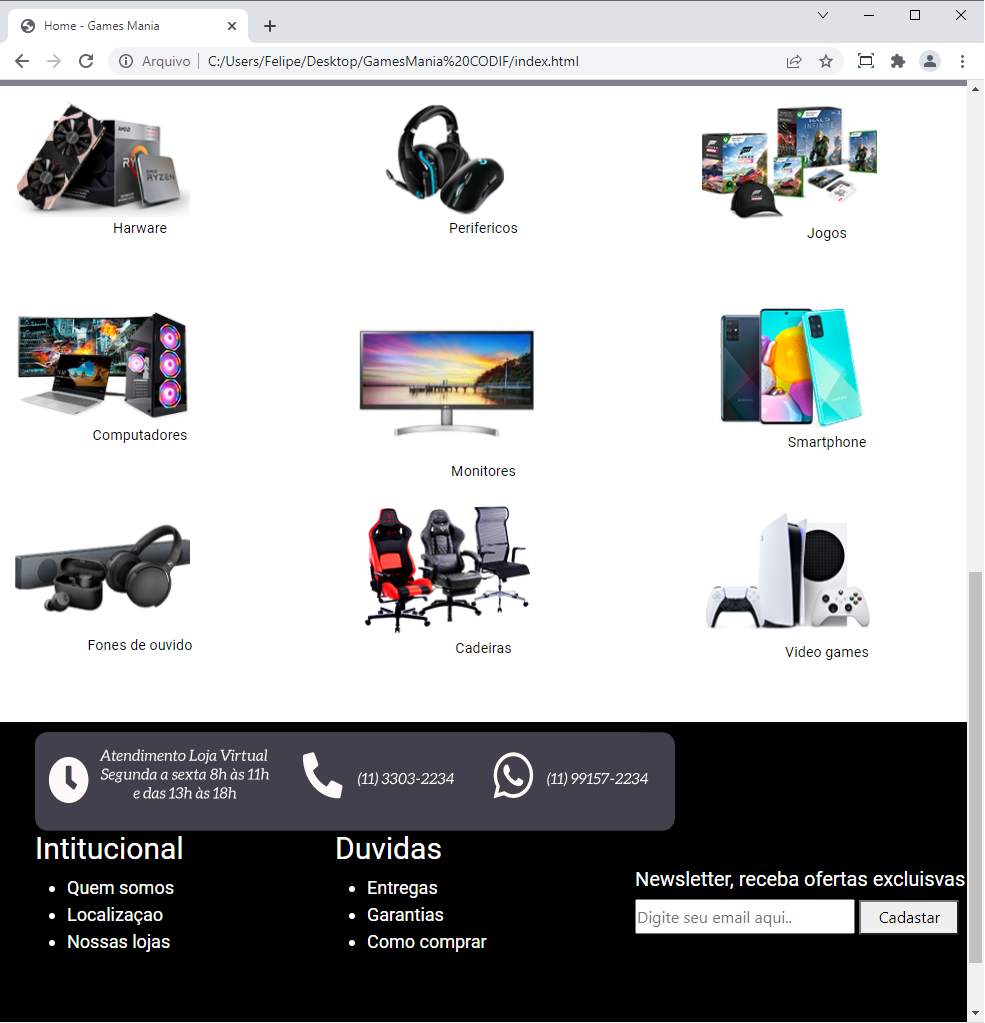 Home - Games Mania
Arquivo | C:/Users/Felipe/Desktop/GamesMania%20CODIF/index.html
AMD
RYZEN
HALO
INFINITE
Harware
Perifericos
Jogos
Computadores
Monitores
Smartphone
Fones de ouvido
Cadeiras
Video games
Atendimento Loja Virtual
Segunda a sexta 8h às 11h
e das 13h às 18h
(11) 3303-2234
(11) 99157-2234
Intitucional
Quem somos
Localizaçao
Nossas lojas
Duvidas
Entregas
Garantias
Como comprar
Newsletter, receba ofertas excluisvas
Digite seu email aqui..
Cadastar